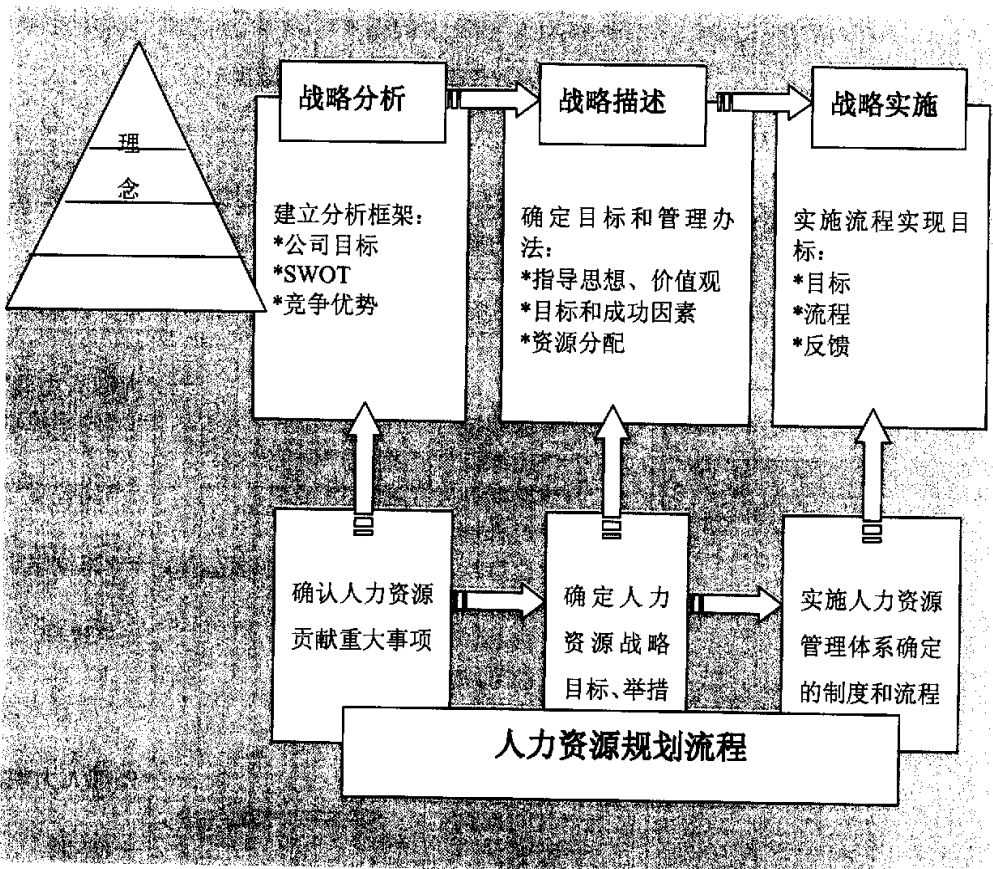 理
念
战略分析
建立分析框架：
*公司目标
*SWOT
*竞争优势
战略描述
确定目标和管理办
法：
*指导思想、价值观
*目标和成功因素
*资源分配
战略实施
实施流程实现目
标：
*目标
*流程
*反馈
确认人力资源
贡献重大事项
确定人力
资源战略
目标、举措
实施人力资源
管理体系确定
的制度和流程
人力资源规划流程